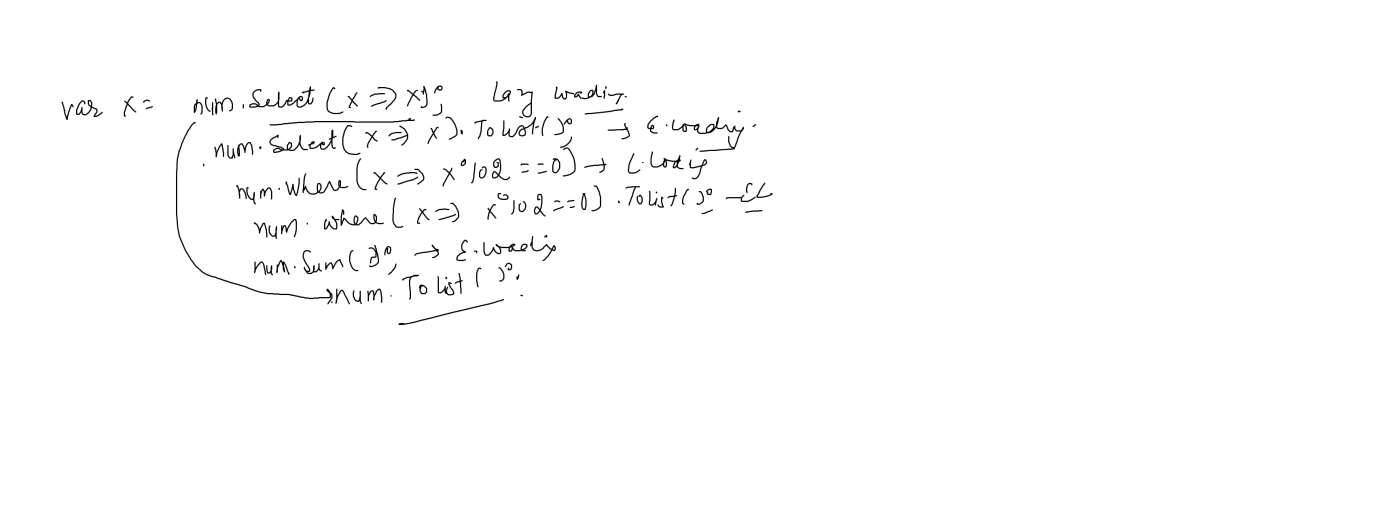 var x = num.Select (x => x); Lazy loading.
num.Select(x => x).ToList(); → E.loading.
num.Where(x => x%2 ==0) → L.loding
num.where(x => x%2 ==0).Tolist(); - EL
num.Sum(); → E.loading
num.ToList();